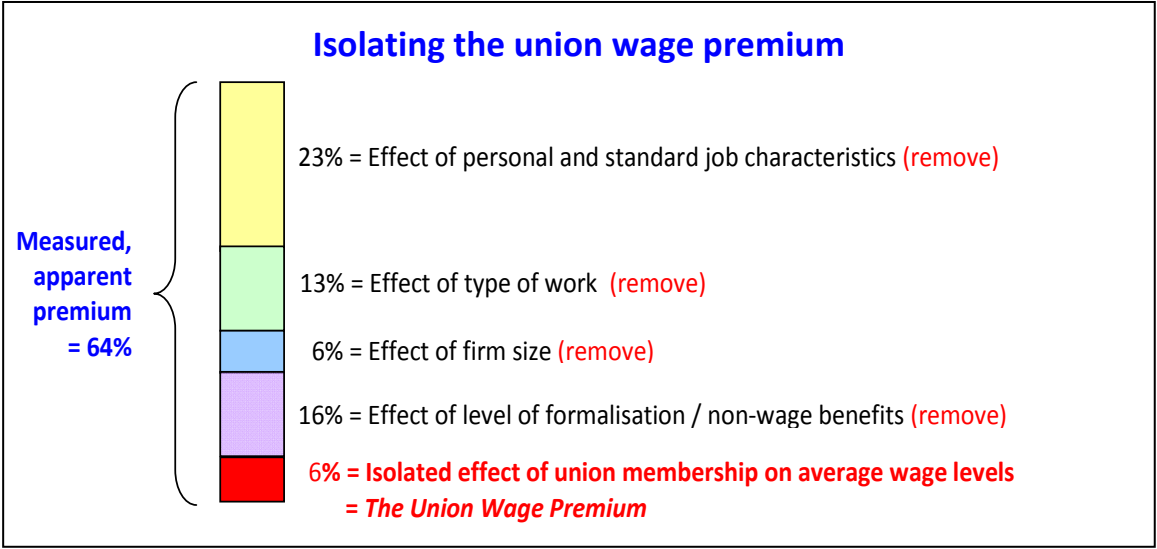 Isolating the union wage premium
23% = Effect of personal and standard job characteristics (remove)
Measured,
apparent
premium
= 64%
13% = Effect of type of work (remove)
6% = Effect of firm size (remove)
16% = Effect of level of formalisation / non-wage benefits (remove)
6% = Isolated effect of union membership on average wage levels
= The Union Wage Premium